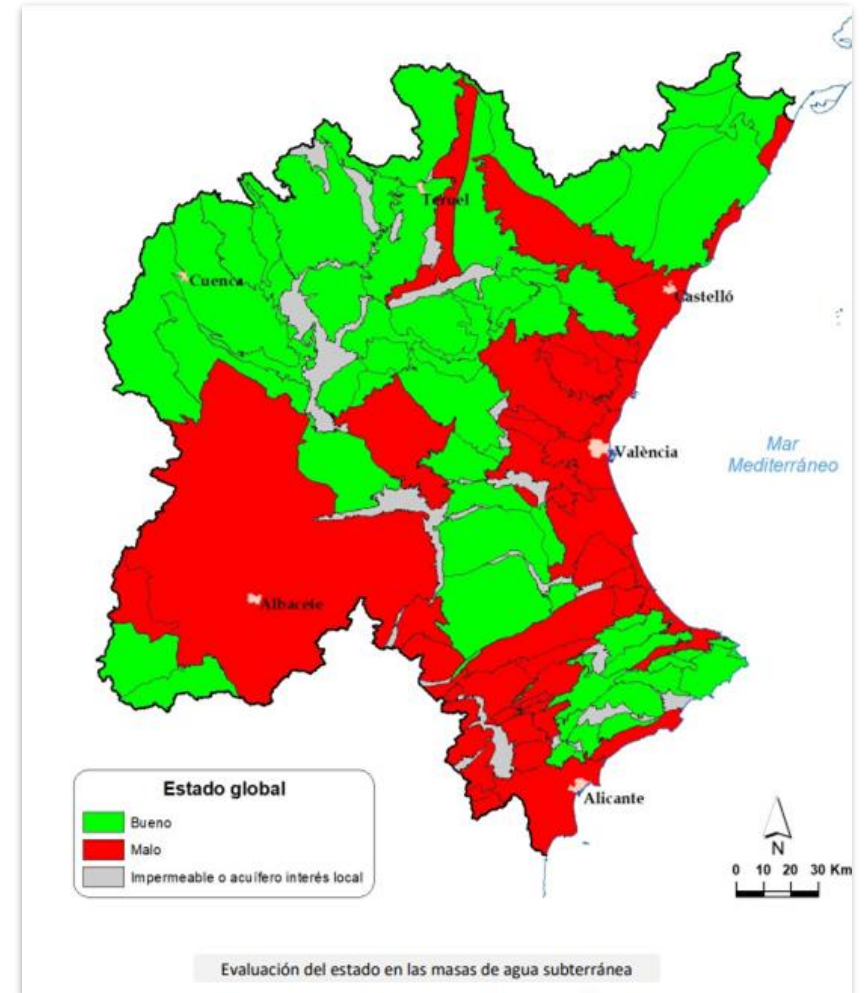 Teruel
Cuenca
Castelló
València
Mar
Mediterráneo
Albacete
Alicante
Estado global
Bueno
Malo
Impermeable o acuífero interés local
N
0 10 20 30 Km
Evaluación del estado en las masas de agua subterránea